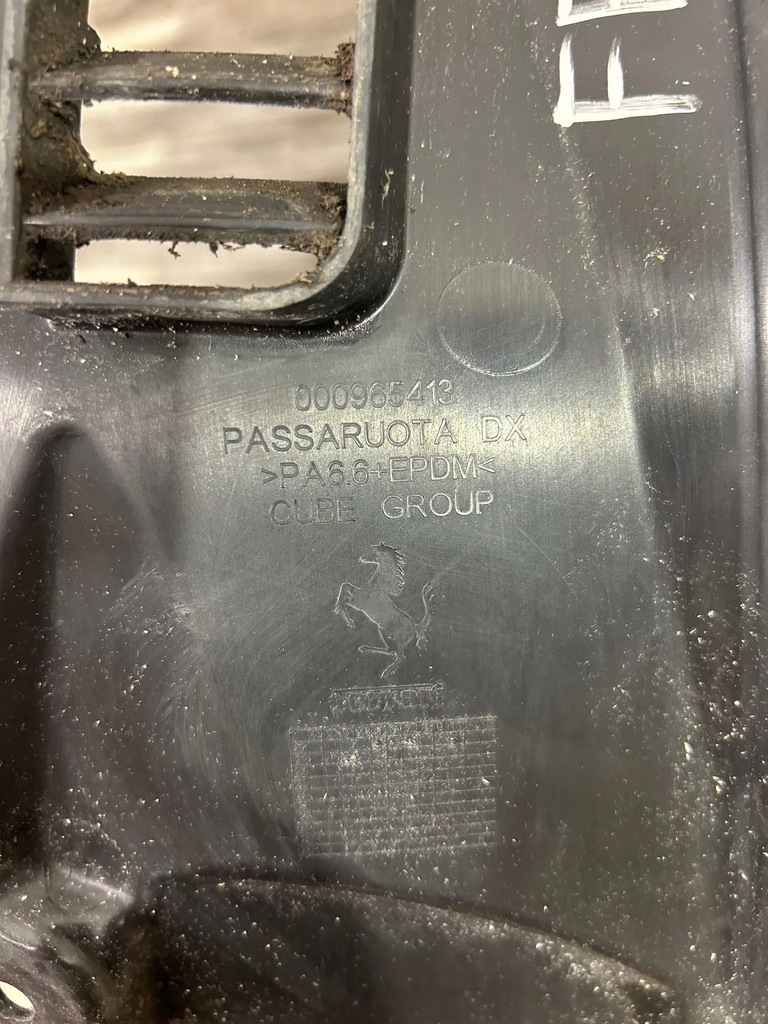 000965413
PASSARUOTA DX
>PA6.6+EPDM<
CUBE GROUP